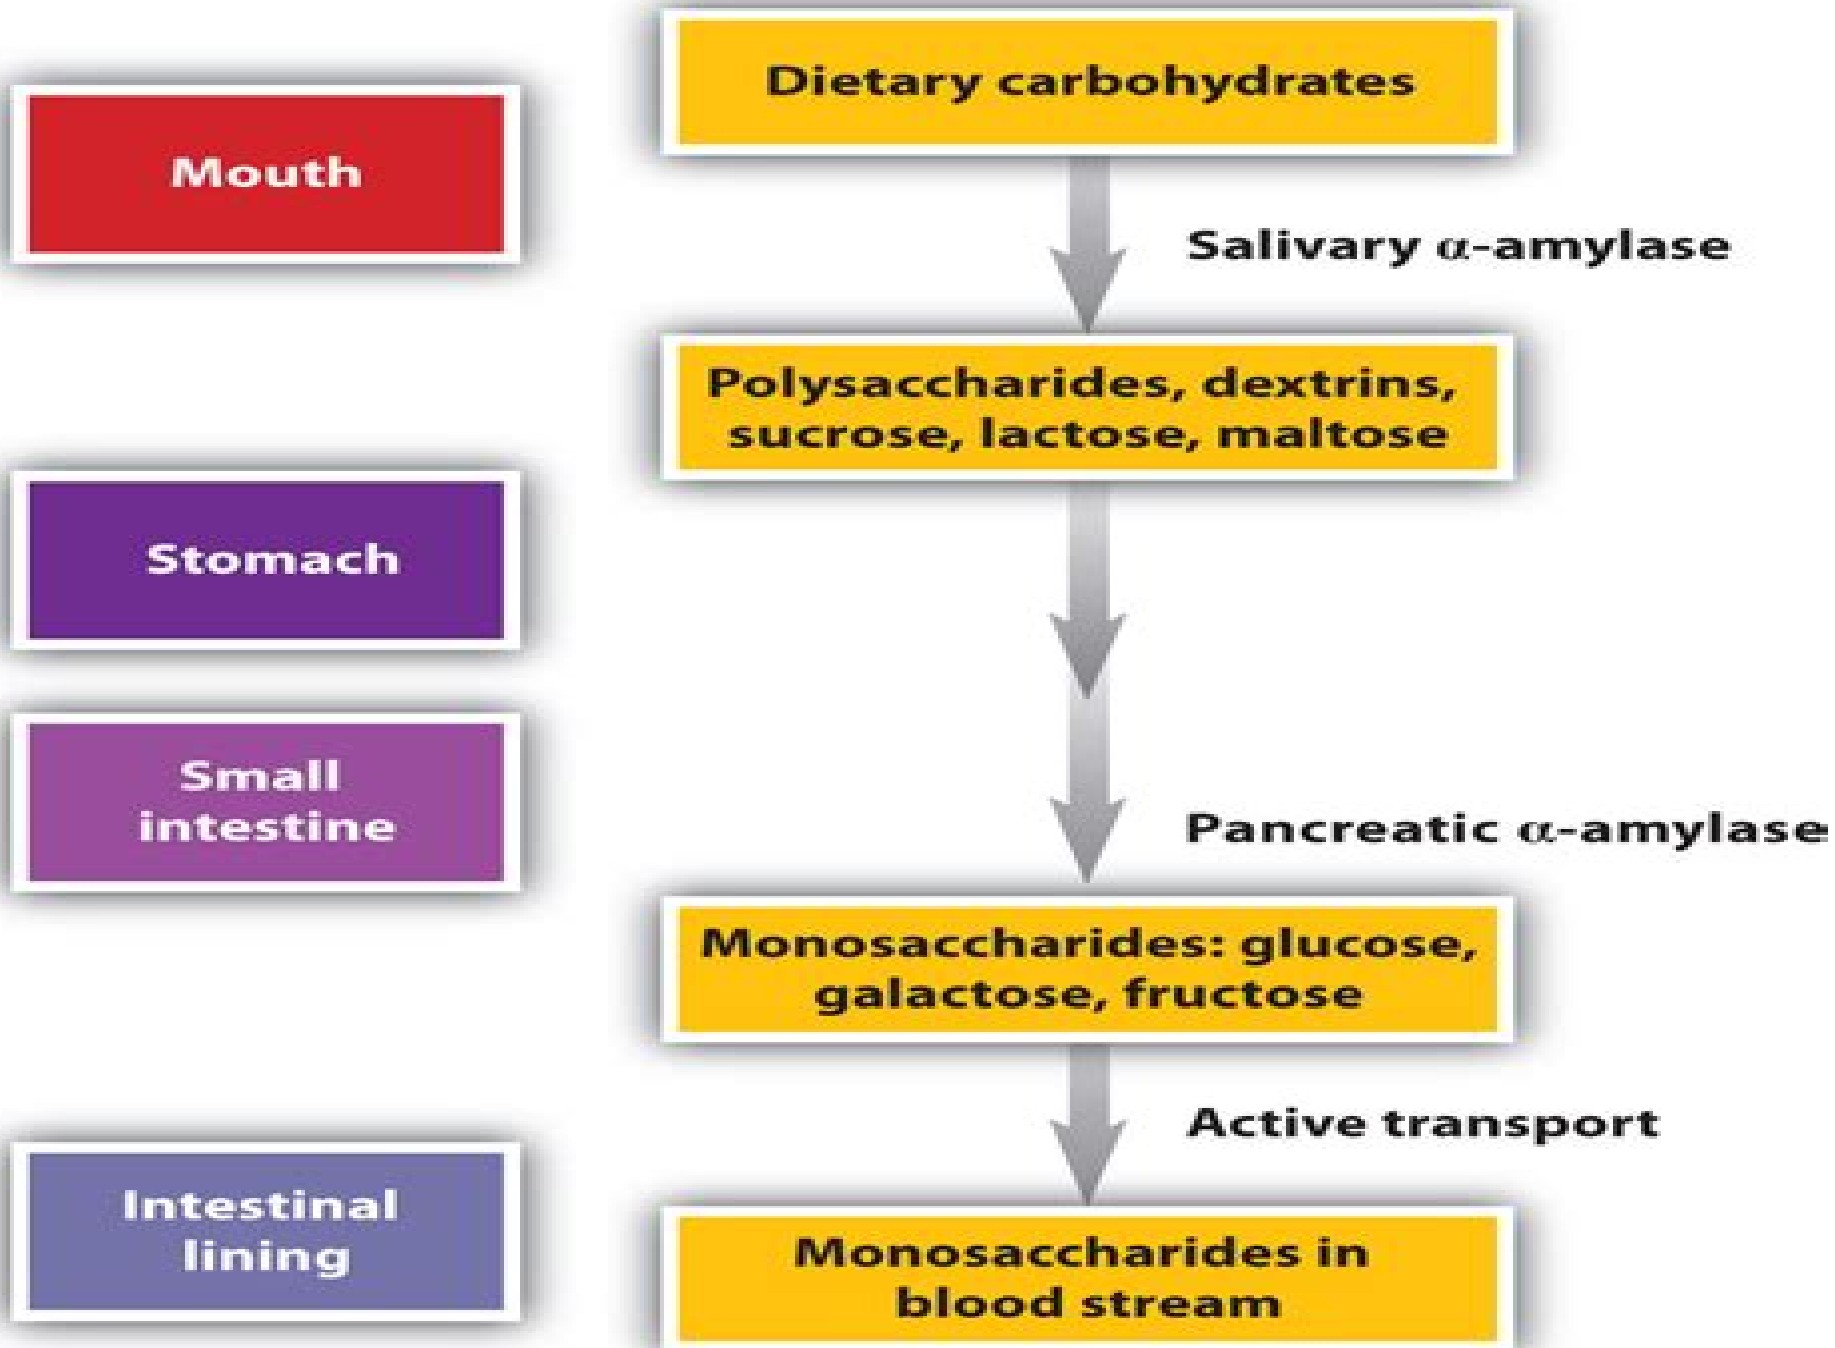 Dietary carbohydrates
Mouth
Salivary α-amylase
Polysaccharides, dextrins,
sucrose, lactose, maltose
Stomach
Small
intestine
Pancreatic α-amylase
Monosaccharides: glucose,
galactose, fructose
Active transport
Intestinal
lining
Monosaccharides in
blood stream